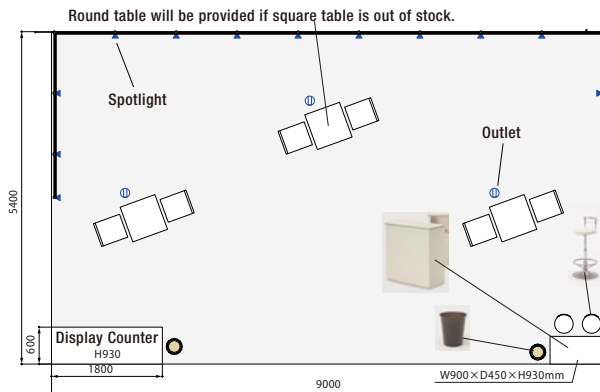 Round table will be provided if square table is out of stock.
Spotlight
Outlet
5400
600
Display Counter
H930
1800
9000
W900×D450×H930mm